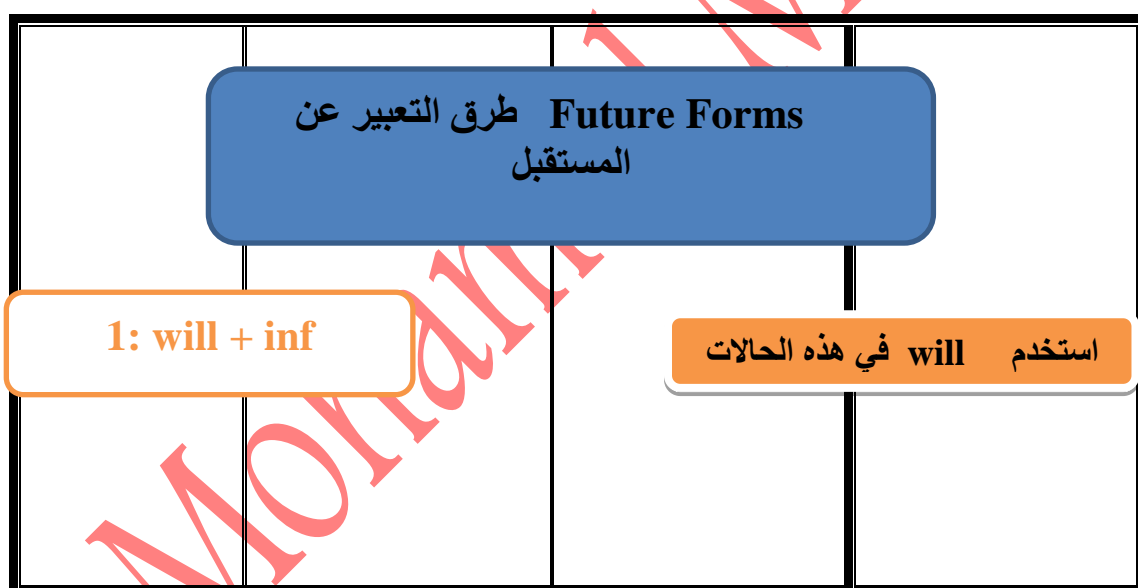 Future Forms طرق التعبير عن
المستقبل
1: will + inf
استخدم will في هذه الحالات